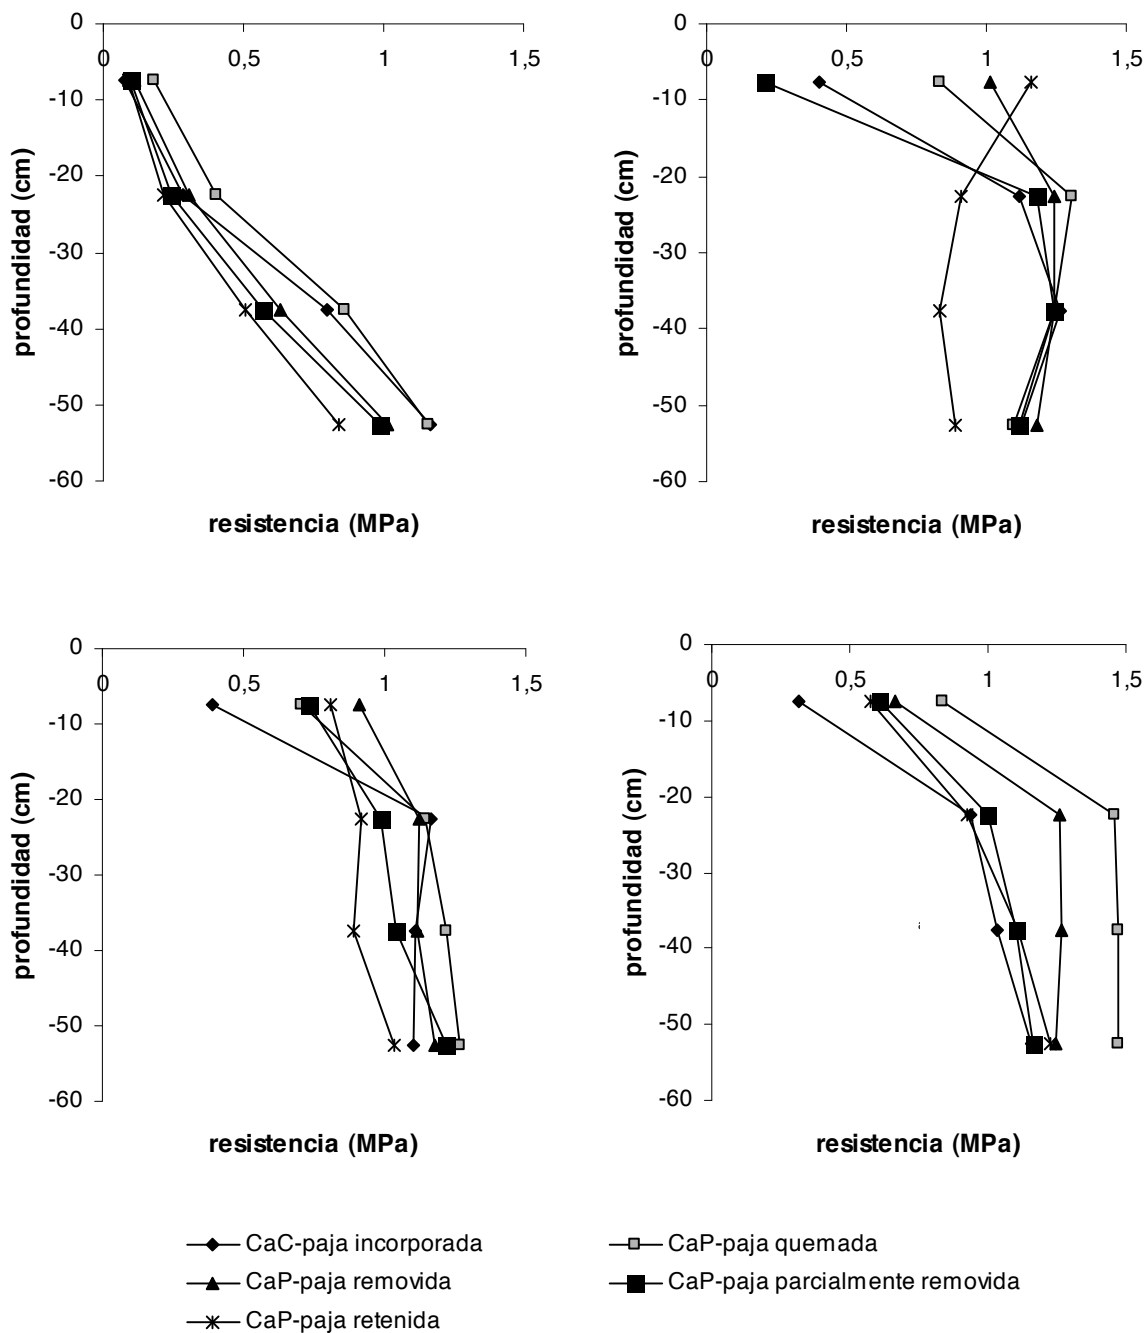 0
0 0,5 1 1,5
-10
-20
-30
-40
-50
-60
profundidad (cm)
resistencia (MPa)
0
0 0,5 1 1,5
-10
-20
-30
-40
-50
-60
profundidad (cm)
resistencia (MPa)
0
0 0,5 1 1,5
-10
-20
-30
-40
-50
-60
profundidad (cm)
resistencia (MPa)
0
0 0,5 1 1,5
-10
-20
-30
-40
-50
-60
profundidad (cm)
resistencia (MPa)
CaC-paja incorporada
CaP-paja quemada
CaP-paja removida
CaP-paja parcialmente removida
CaP-paja retenida